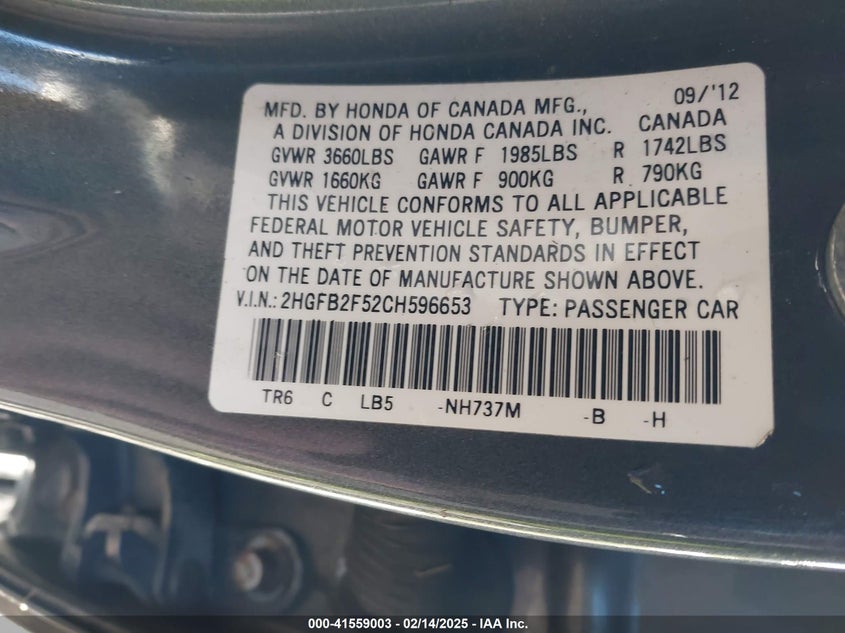 09/'12
MFD. BY HONDA OF CANADA MFG.,
A DIVISION OF HONDA CANADA INC. CANADA
GVWR 3660LBS GAWR F 1985LBS R 1742LBS
GVWR 1660KG GAWR F 900KG R 790KG
THIS VEHICLE CONFORMS TO ALL APPLICABLE
FEDERAL MOTOR VEHICLE SAFETY, BUMPER,
AND THEFT PREVENTION STANDARDS IN EFFECT
ON THE DATE OF MANUFACTURE SHOWN ABOVE.
V.I.N.: 2HGFB2F52CH596653 TYPE: PASSENGER CAR
TR6 C LB5 -NH737M -B -H
000-41559003 - 02/14/2025 - IAA Inc.